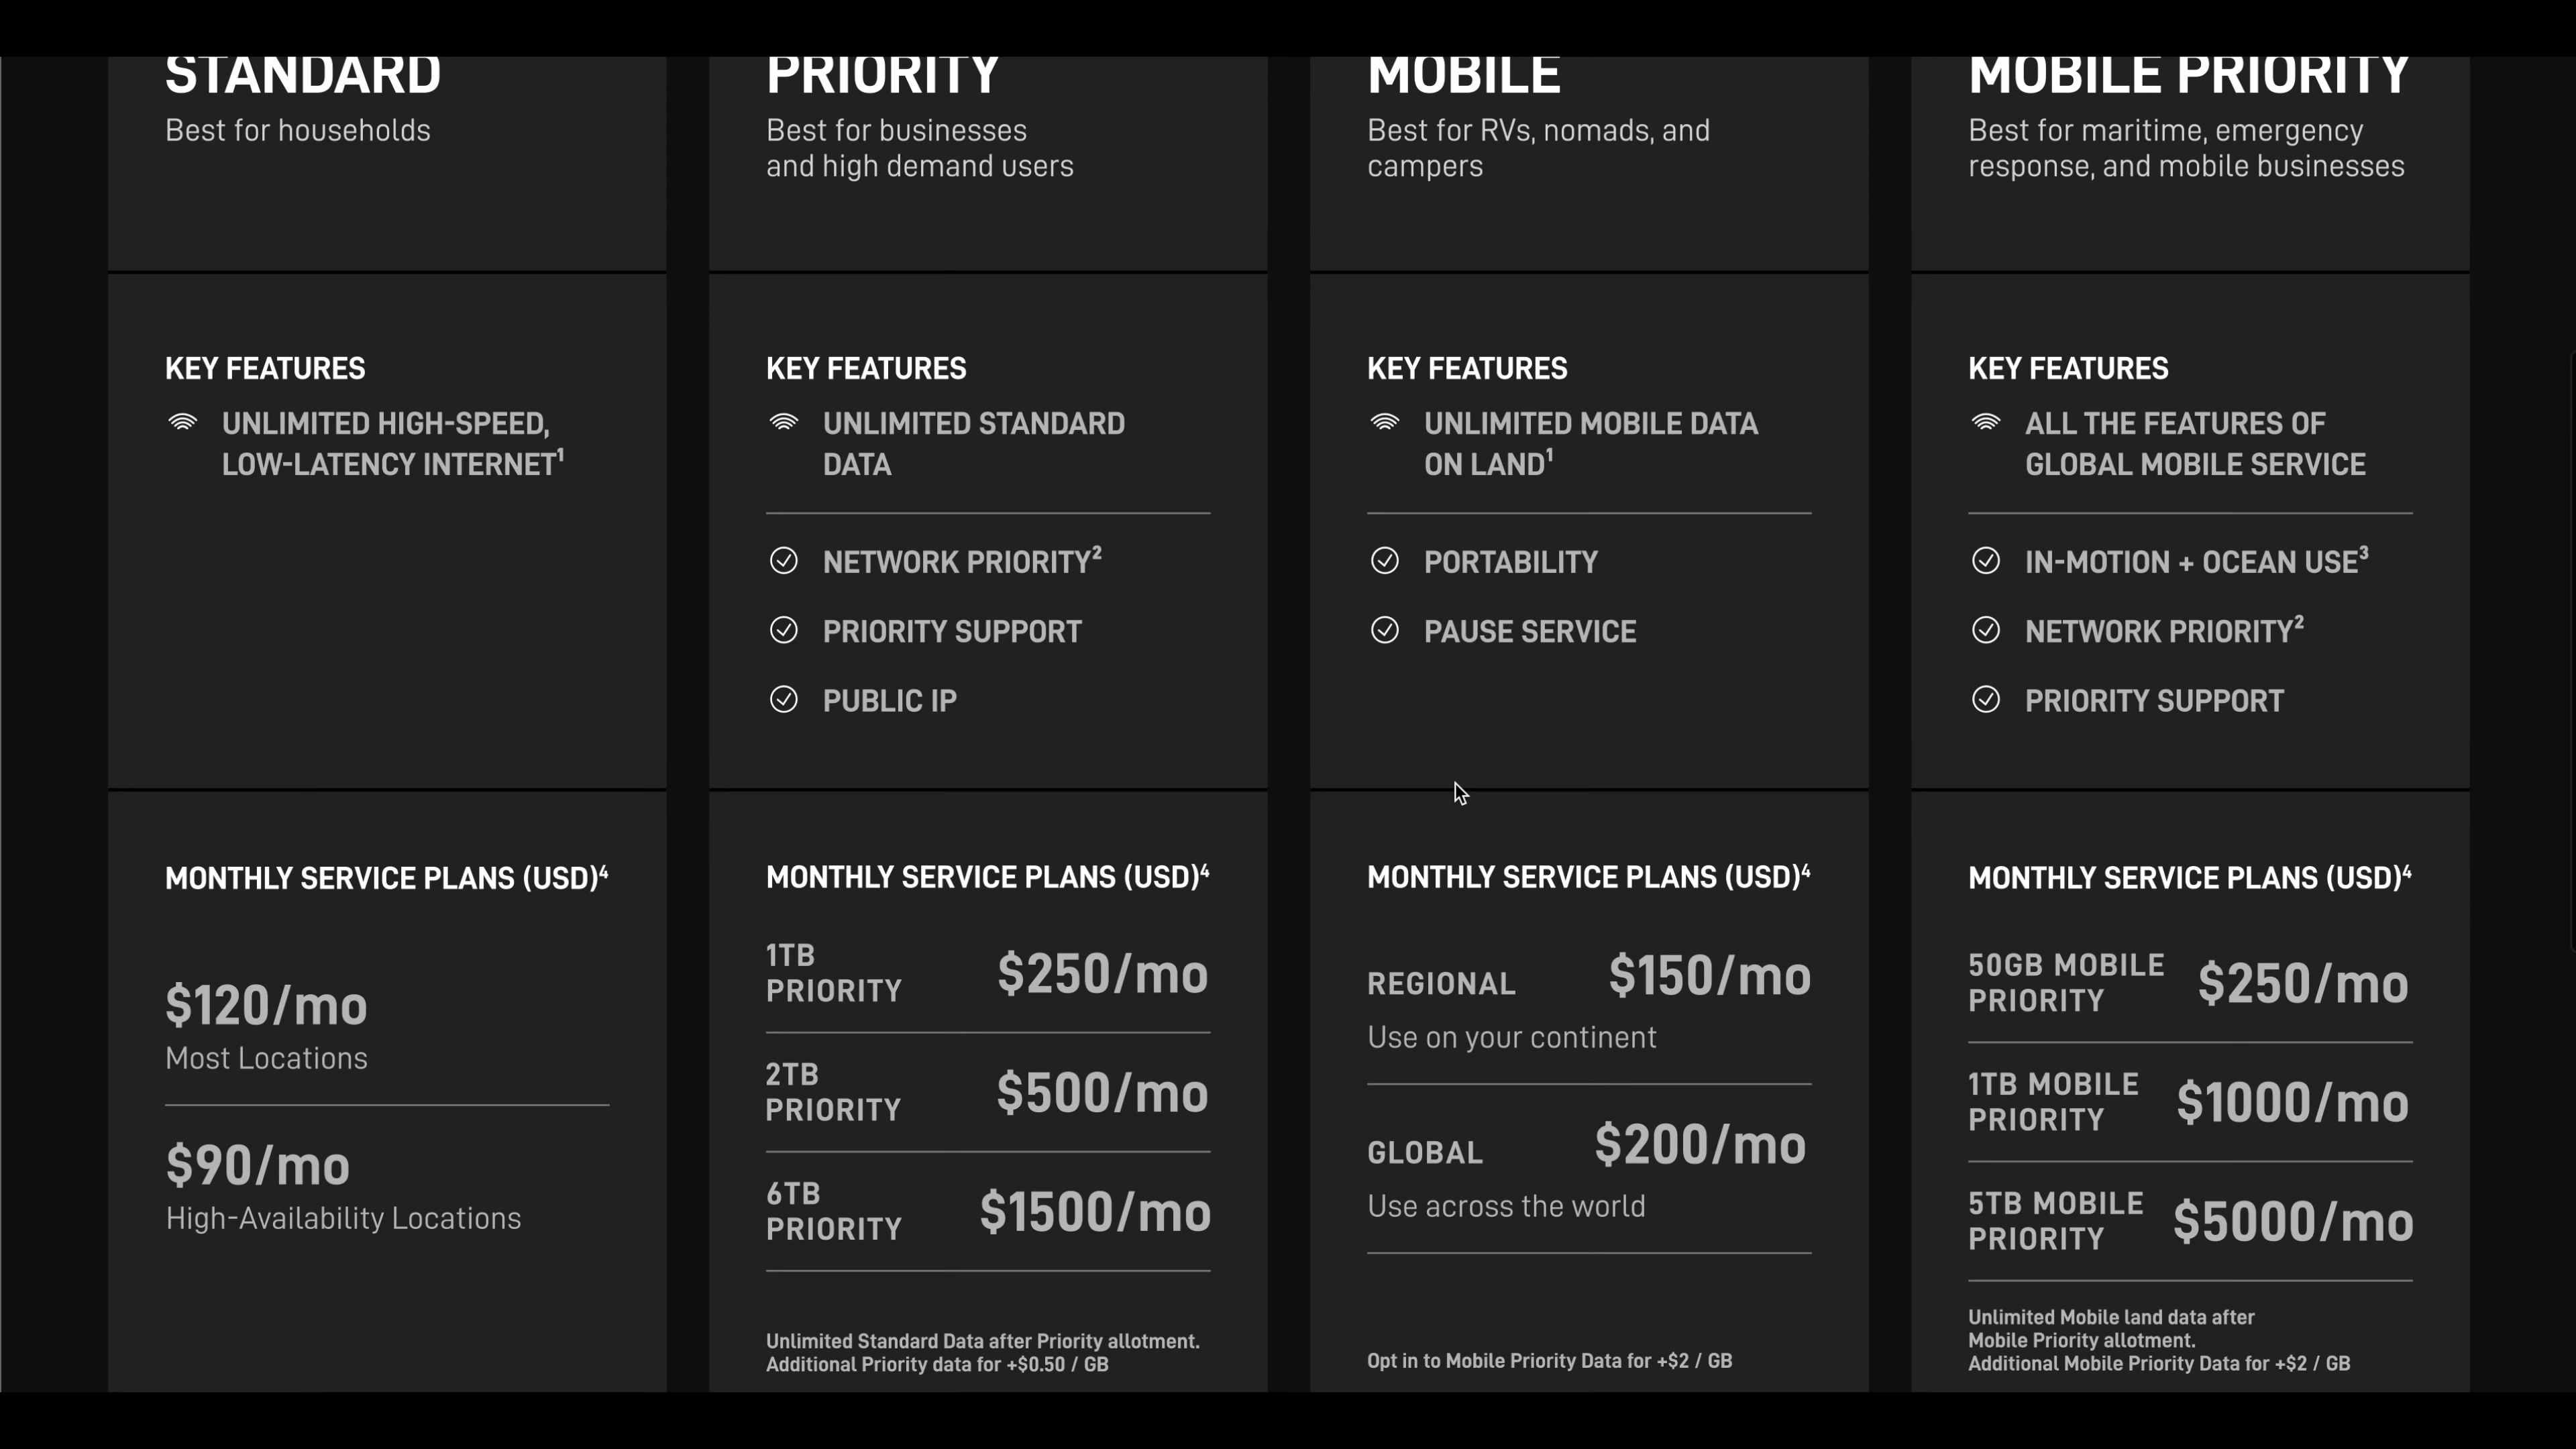 STANDARD
Best for households
KEY FEATURES
UNLIMITED HIGH-SPEED,
LOW-LATENCY INTERNET¹
MONTHLY SERVICE PLANS (USD)⁴
$120/mo
Most Locations
$90/mo
High-Availability Locations
PRIORITY
Best for businesses
and high demand users
KEY FEATURES
UNLIMITED STANDARD
DATA
NETWORK PRIORITY²
PRIORITY SUPPORT
PUBLIC IP
MONTHLY SERVICE PLANS (USD)⁴
1TB
PRIORITY
$250/mo
2TB
PRIORITY
$500/mo
6TB
PRIORITY
$1500/mo
Unlimited Standard Data after Priority allotment.
Additional Priority data for +$0.50 / GB
MOBILE
Best for RVs, nomads, and
campers
KEY FEATURES
UNLIMITED MOBILE DATA
ON LAND¹
PORTABILITY
PAUSE SERVICE
MONTHLY SERVICE PLANS (USD)⁴
REGIONAL $150/mo
Use on your continent
GLOBAL $200/mo
Use across the world
Opt in to Mobile Priority Data for +$2 / GB
MOBILE PRIORITY
Best for maritime, emergency
response, and mobile businesses
KEY FEATURES
ALL THE FEATURES OF
GLOBAL MOBILE SERVICE
IN-MOTION + OCEAN USE³
NETWORK PRIORITY²
PRIORITY SUPPORT
MONTHLY SERVICE PLANS (USD)⁴
50GB MOBILE
PRIORITY
$250/mo
1TB MOBILE
PRIORITY
$1000/mo
5TB MOBILE
PRIORITY
$5000/mo
Unlimited Mobile land data after
Mobile Priority allotment.
Additional Mobile Priority Data for +$2 / GB